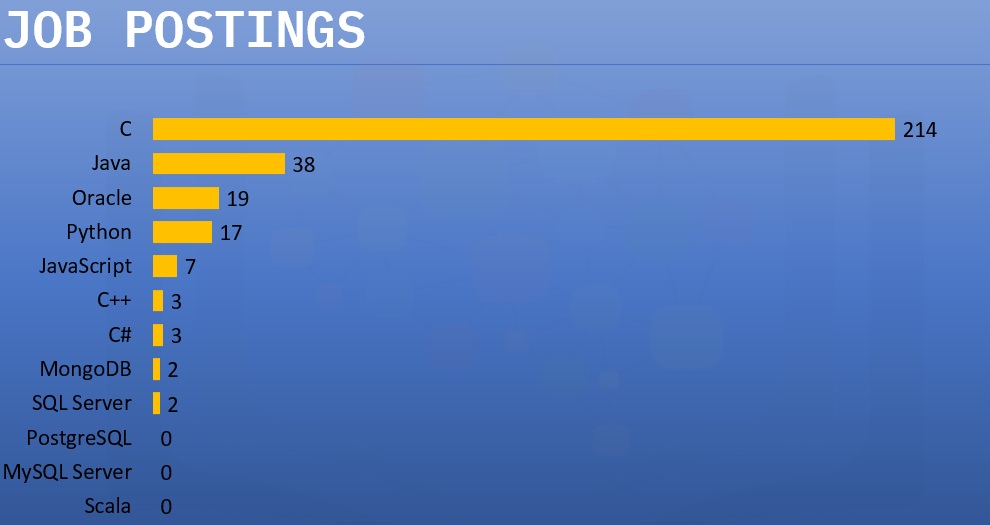 JOB POSTINGS
C 214
Java 38
Oracle 19
Python 17
JavaScript 7
C++ 3
C# 3
MongoDB 2
SQL Server 2
PostgreSQL 0
MySQL Server 0
Scala 0